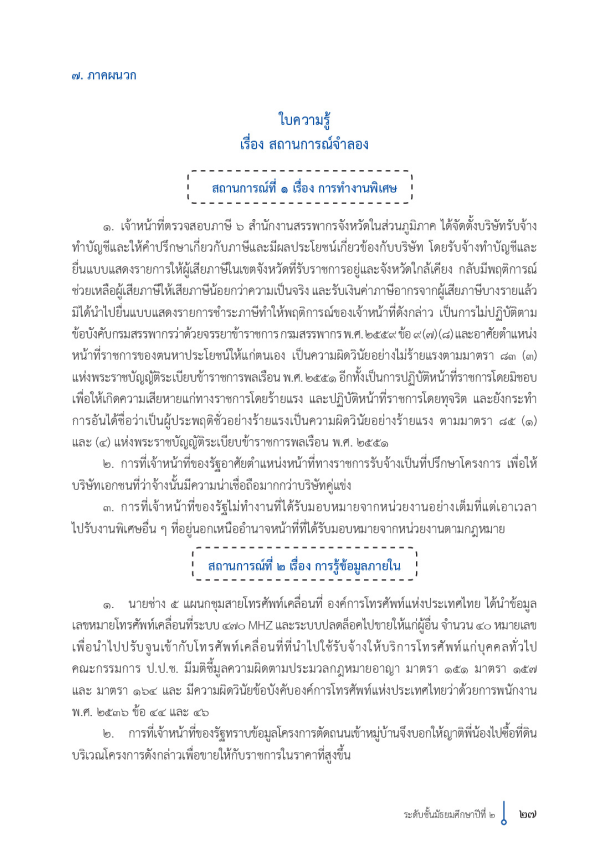 ๗. ภาคผนวก
ใบความรู้
เรื่อง สถานการณ์จำลอง
สถานการณ์ที่ ๑ เรื่อง การทำงานพิเศษ
๑. เจ้าหน้าที่ตรวจสอบภาษี ๖ สำนักงานสรรพากรจังหวัดในส่วนภูมิภาค ได้จัดตั้งบริษัทรับจ้าง
ทำบัญชีและให้คำปรึกษาเกี่ยวกับภาษีและมีผลประโยชน์เกี่ยวข้องกับบริษัท โดยรับจ้างทำบัญชีและ
ยื่นแบบแสดงรายการให้ผู้เสียภาษีในเขตจังหวัดที่รับราชการอยู่และจังหวัดใกล้เคียง กลับมีพฤติการณ์
ช่วยเหลือผู้เสียภาษีให้เสียภาษีน้อยกว่าความเป็นจริง และรับเงินค่าภาษีอากรจากผู้เสียภาษีบางรายแล้ว
มิได้นำไปยื่นแบบแสดงรายการชำระภาษีทำให้พฤติการณ์ของเจ้าหน้าที่ดังกล่าว เป็นการไม่ปฏิบัติตาม
ข้อบังคับกรมสรรพากรว่าด้วยจรรยาข้าราชการ กรมสรรพากร พ.ศ. ๒๕๕๙ ข้อ ๙(๗)(๘) และอาศัยตำแหน่ง
หน้าที่ราชการของตนหาประโยชน์ให้แก่ตนเอง เป็นความผิดวินัยอย่างไม่ร้ายแรงตามมาตรา ๘๓ (๓)
แห่งพระราชบัญญัติระเบียบข้าราชการพลเรือน พ.ศ. ๒๕๕๑ อีกทั้งเป็นการปฏิบัติหน้าที่ราชการโดยมิชอบ
เพื่อให้เกิดความเสียหายแก่ทางราชการโดยร้ายแรง และปฏิบัติหน้าที่ราชการโดยทุจริต และยังกระทำ
การอันได้ชื่อว่าเป็นผู้ประพฤติชั่วอย่างร้ายแรงเป็นความผิดวินัยอย่างร้ายแรง ตามมาตรา ๘๕ (๑)
และ (๔) แห่งพระราชบัญญัติระเบียบข้าราชการพลเรือน พ.ศ. ๒๕๕๑
๒. การที่เจ้าหน้าที่ของรัฐอาศัยตำแหน่งหน้าที่ทางราชการรับจ้างเป็นที่ปรึกษาโครงการ เพื่อให้
บริษัทเอกชนที่ว่าจ้างนั้นมีความน่าเชื่อถือมากกว่าบริษัทคู่แข่ง
๓. การที่เจ้าหน้าที่ของรัฐไม่ทำงานที่ได้รับมอบหมายจากหน่วยงานอย่างเต็มที่แต่เอาเวลา
ไปรับงานพิเศษอื่น ๆ ที่อยู่นอกเหนืออำนาจหน้าที่ที่ได้รับมอบหมายจากหน่วยงานตามกฎหมาย
สถานการณ์ที่ ๒ เรื่อง การรู้ข้อมูลภายใน
๑. นายช่าง ๕ แผนกชุมสายโทรศัพท์เคลื่อนที่ องค์การโทรศัพท์แห่งประเทศไทย ได้นำข้อมูล
เลขหมายโทรศัพท์เคลื่อนที่ระบบ ๔๗๐ MHZ และระบบปลดล็อคไปขายให้แก่ผู้อื่น จำนวน ๔๐ หมายเลข
เพื่อนำไปปรับจูนเข้ากับโทรศัพท์เคลื่อนที่ที่นำไปใช้รับจ้างให้บริการโทรศัพท์แก่บุคคลทั่วไป
คณะกรรมการ ป.ป.ช. มีมติชี้มูลความผิดตามประมวลกฎหมายอาญา มาตรา ๑๕๑ มาตรา ๑๕๗
และ มาตรา ๑๖๔ และ มีความผิดวินัยข้อบังคับองค์การโทรศัพท์แห่งประเทศไทยว่าด้วยการพนักงาน
พ.ศ. ๒๕๓๖ ข้อ ๔๔ และ ๔๖
๒. การที่เจ้าหน้าที่ของรัฐทราบข้อมูลโครงการตัดถนนเข้าหมู่บ้านจึงบอกให้ญาติพี่น้องไปซื้อที่ดิน
บริเวณโครงการดังกล่าวเพื่อขายให้กับราชการในราคาที่สูงขึ้น
ระดับชั้นมัธยมศึกษาปีที่ ๒ ๒๗